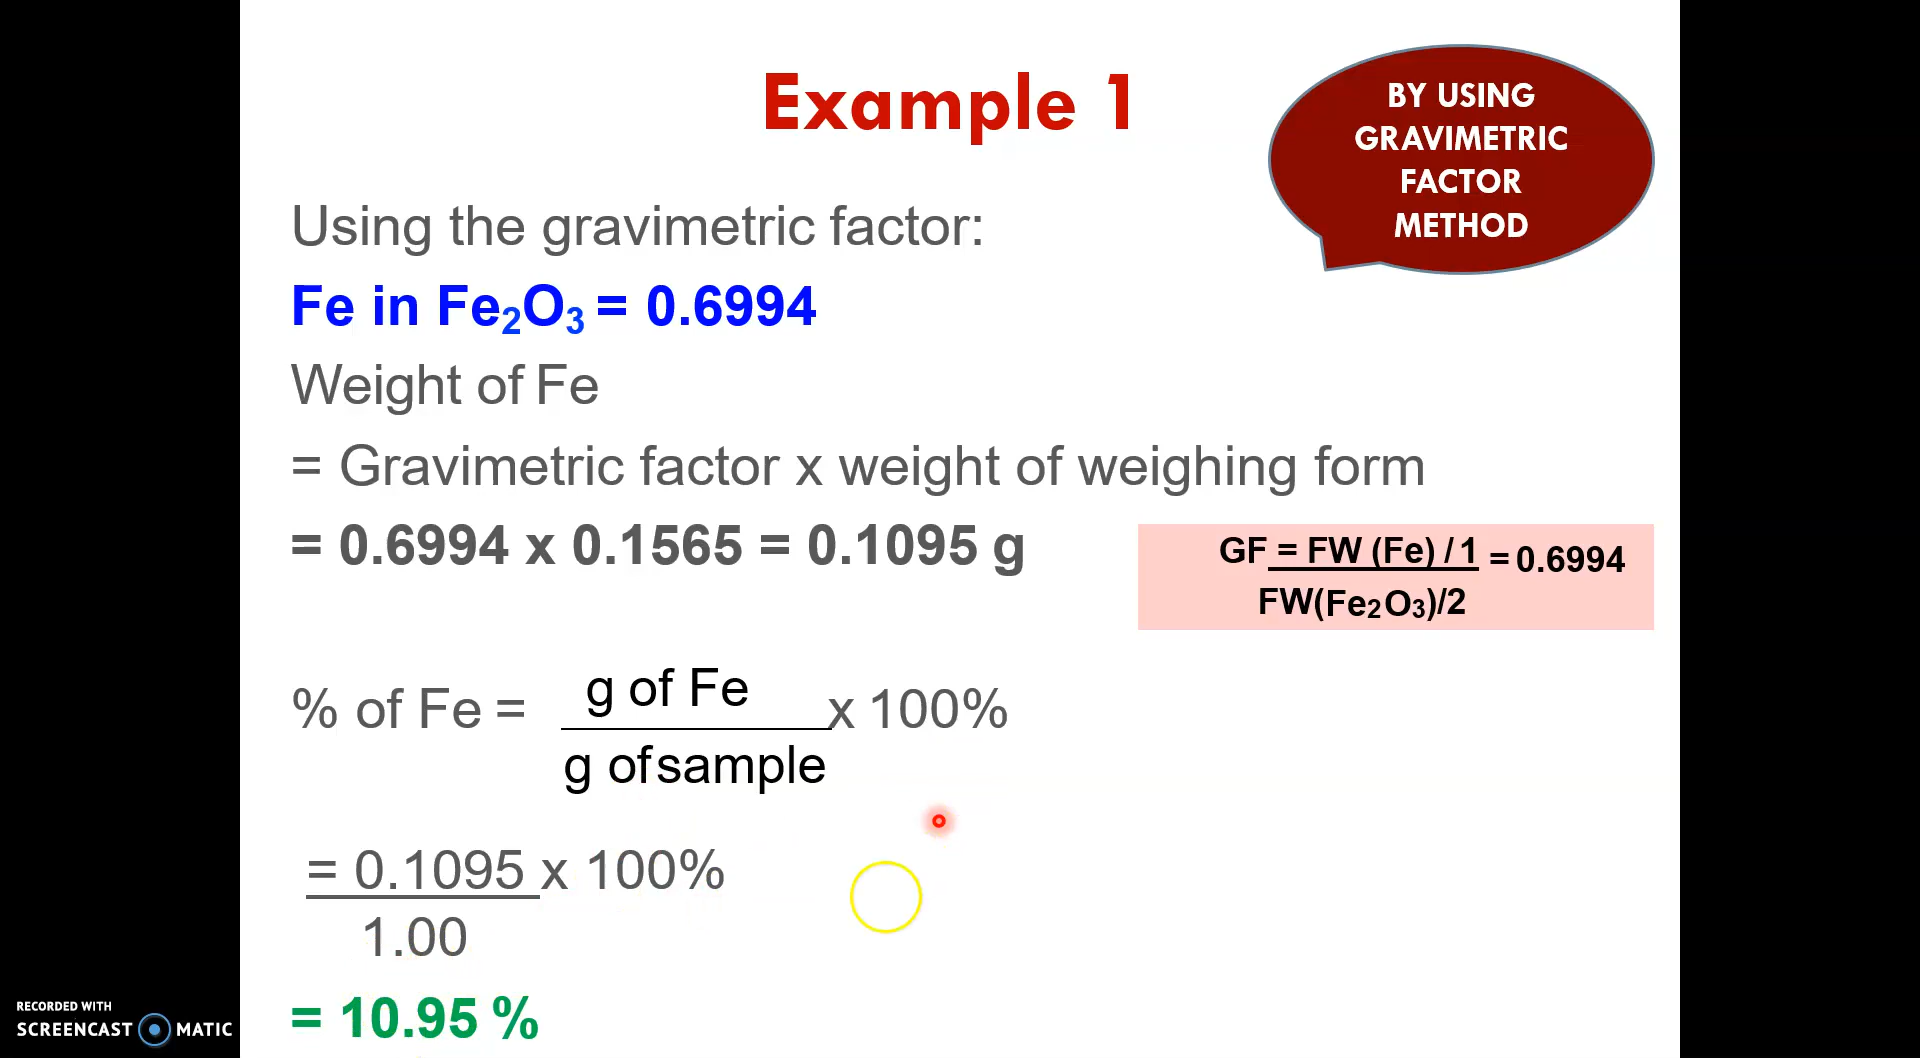 Example 1
BY USING
GRAVIMETRIC
FACTOR
METHOD
Using the gravimetric factor:
Fe in Fe₂O₃ = 0.6994
Weight of Fe
= Gravimetric factor x weight of weighing form
= 0.6994 x 0.1565 = 0.1095 g
GF = FW (Fe) / 1 = 0.6994
FW(Fe₂O₃)/2
% of Fe = g of Fe x 100%
g of sample
= 0.1095 x 100%
1.00
= 10.95 %
RECORDED WITH
SCREENCAST MATIC